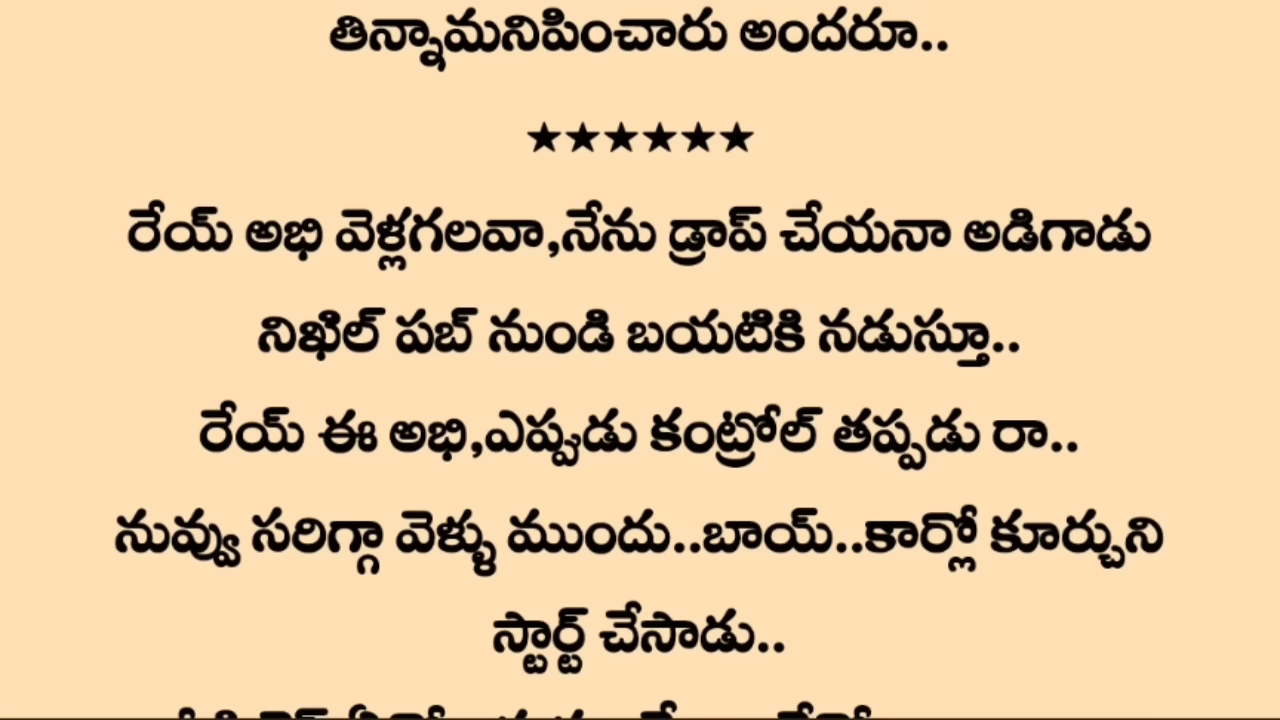 తిన్నామనిపించారు అందరూ..
★★★★★★
రేయ్ అభి వెళ్లగలవా,నేను డ్రాప్ చేయనా అడిగాడు
నిఖిల్ పబ్ నుండి బయటికి నడుస్తూ..
రేయ్ ఈ అభి,ఎప్పుడు కంట్రోల్ తప్పడు రా..
నువ్వు సరిగ్గా వెళ్ళు ముందు..బాయ్..కార్లో కూర్చుని
స్టార్ట్ చేసాడు..